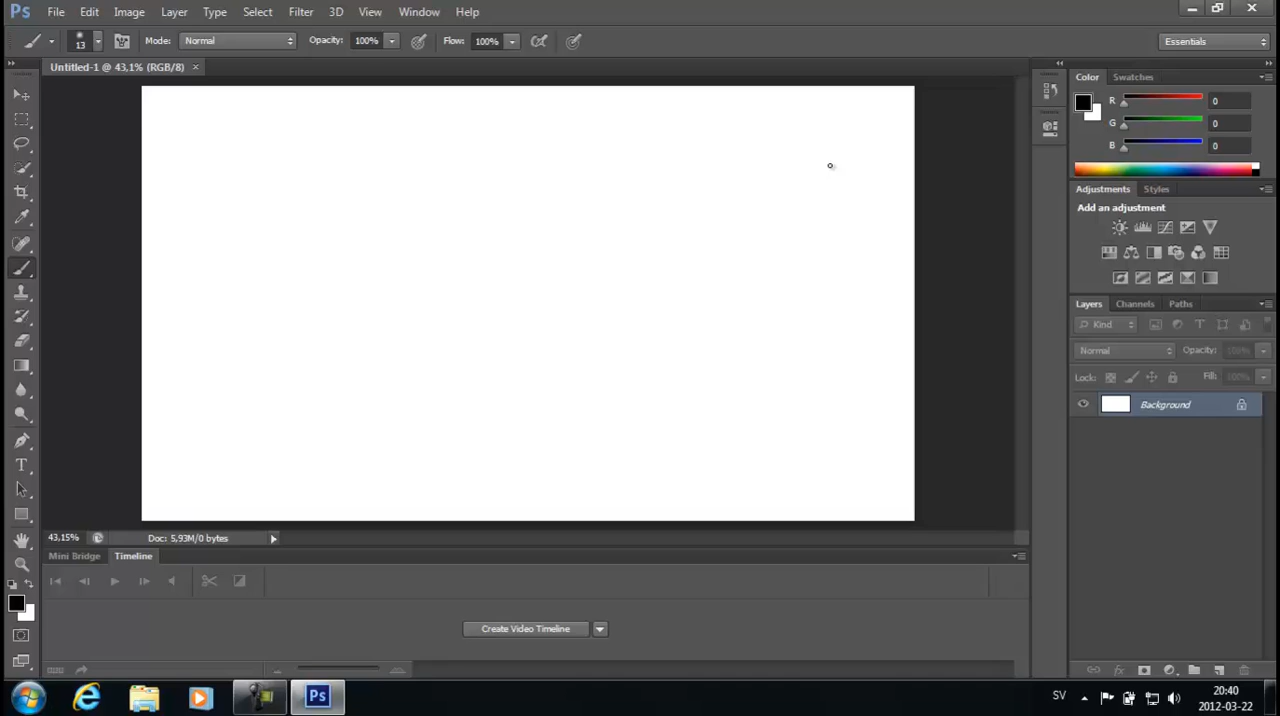 Ps File Edit Image Layer Type Select Filter 3D View Window Help
13 Mode: Normal Opacity: 100% Flow: 100% Essentials
Untitled-1 @ 43,1% (RGB/8) ×
Color Swatches
R 0
G 0
B 0
Adjustments Styles
Add an adjustment
Layers Channels Paths
Kind
Normal Opacity: 100%
Lock: Fill: 100%
Background
43,15% Doc: 5,93M/0 bytes
Mini Bridge Timeline
Create Video Timeline
Ps SV 20:40
2012-03-22